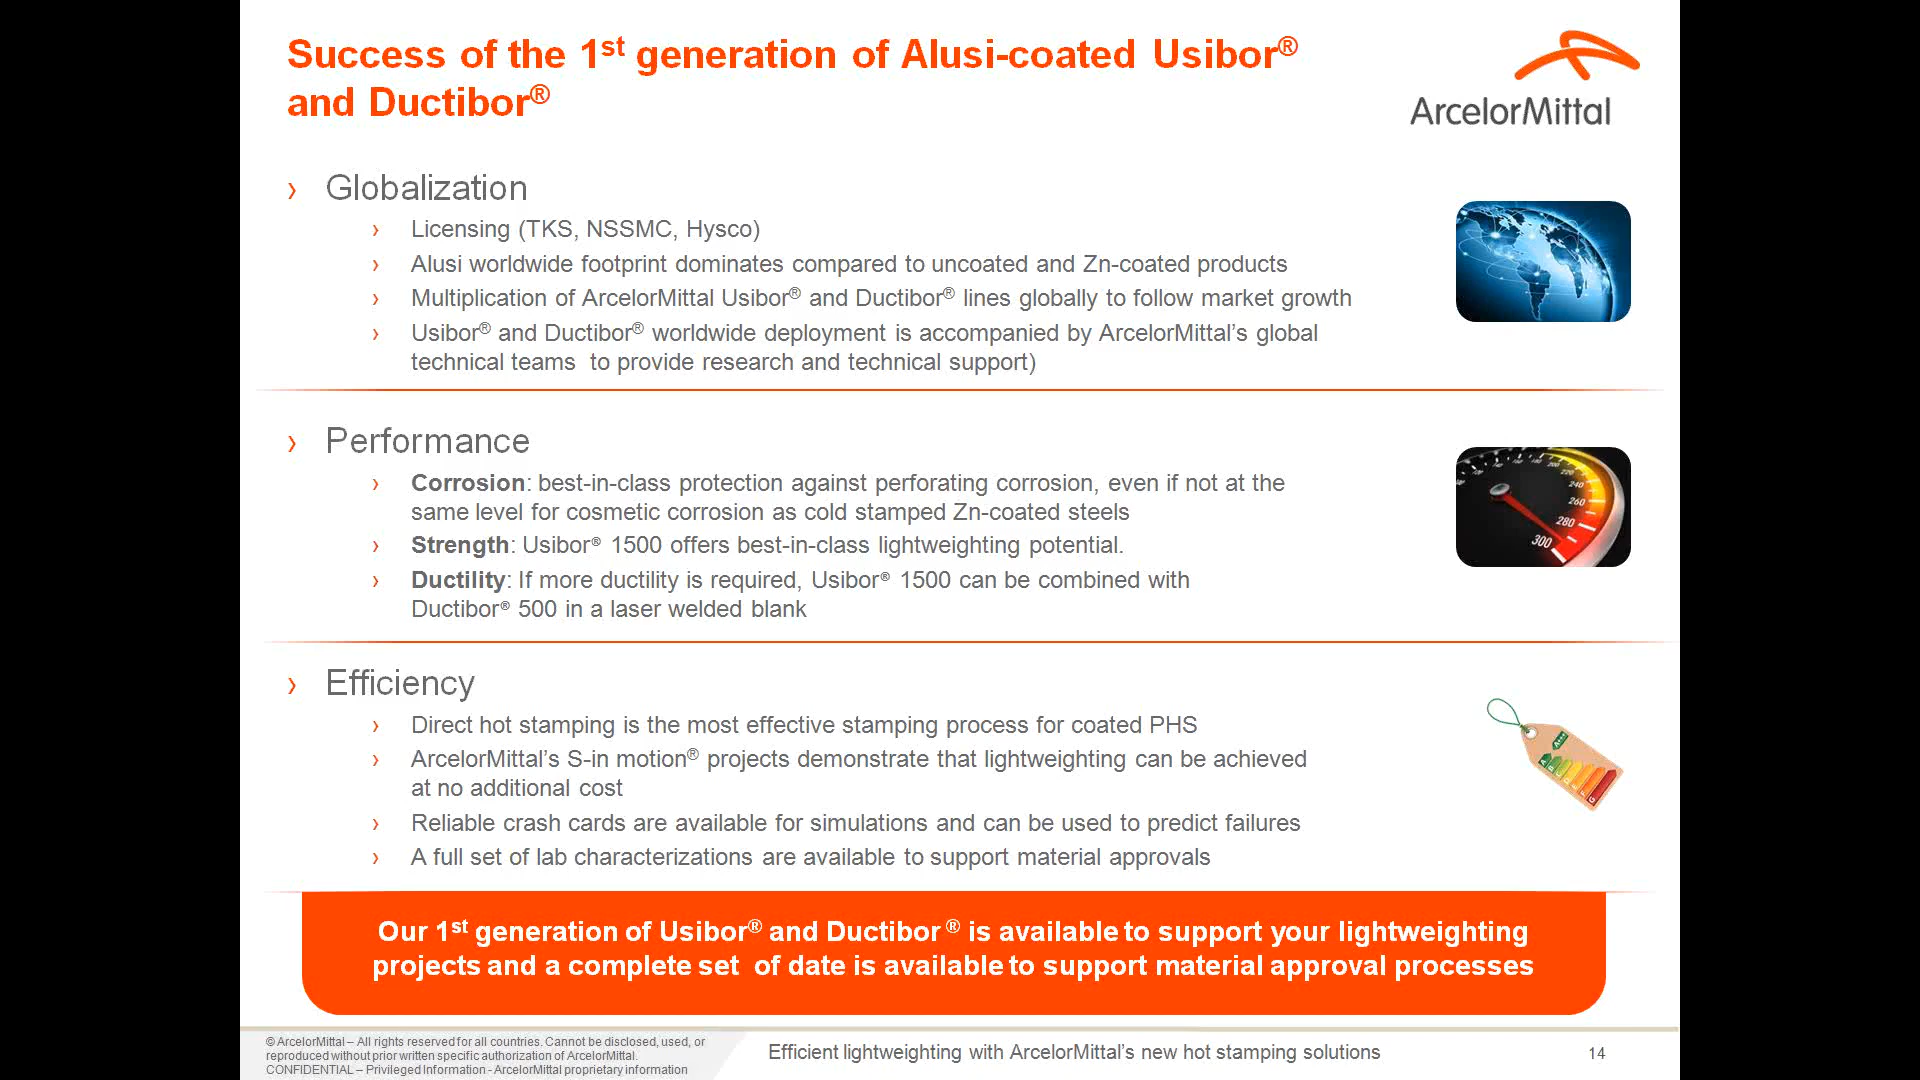 Success of the 1st generation of Alusi-coated Usibor®
and Ductibor®
ArcelorMittal
› Globalization
› Licensing (TKS, NSSMC, Hysco)
› Alusi worldwide footprint dominates compared to uncoated and Zn-coated products
› Multiplication of ArcelorMittal Usibor® and Ductibor® lines globally to follow market growth
› Usibor® and Ductibor® worldwide deployment is accompanied by ArcelorMittal’s global
technical teams  to provide research and technical support)
› Performance
› Corrosion: best-in-class protection against perforating corrosion, even if not at the
same level for cosmetic corrosion as cold stamped Zn-coated steels
› Strength: Usibor® 1500 offers best-in-class lightweighting potential.
› Ductility: If more ductility is required, Usibor® 1500 can be combined with
Ductibor® 500 in a laser welded blank
200
220
240
260
280
300
› Efficiency
› Direct hot stamping is the most effective stamping process for coated PHS
› ArcelorMittal’s S-in motion® projects demonstrate that lightweighting can be achieved
at no additional cost
› Reliable crash cards are available for simulations and can be used to predict failures
› A full set of lab characterizations are available to support material approvals
Our 1st generation of Usibor® and Ductibor ® is available to support your lightweighting
projects and a complete set  of date is available to support material approval processes
© ArcelorMittal – All rights reserved for all countries. Cannot be disclosed, used, or
reproduced without prior written specific authorization of ArcelorMittal.
CONFIDENTIAL – Privileged Information - ArcelorMittal proprietary information
Efficient lightweighting with ArcelorMittal’s new hot stamping solutions
14